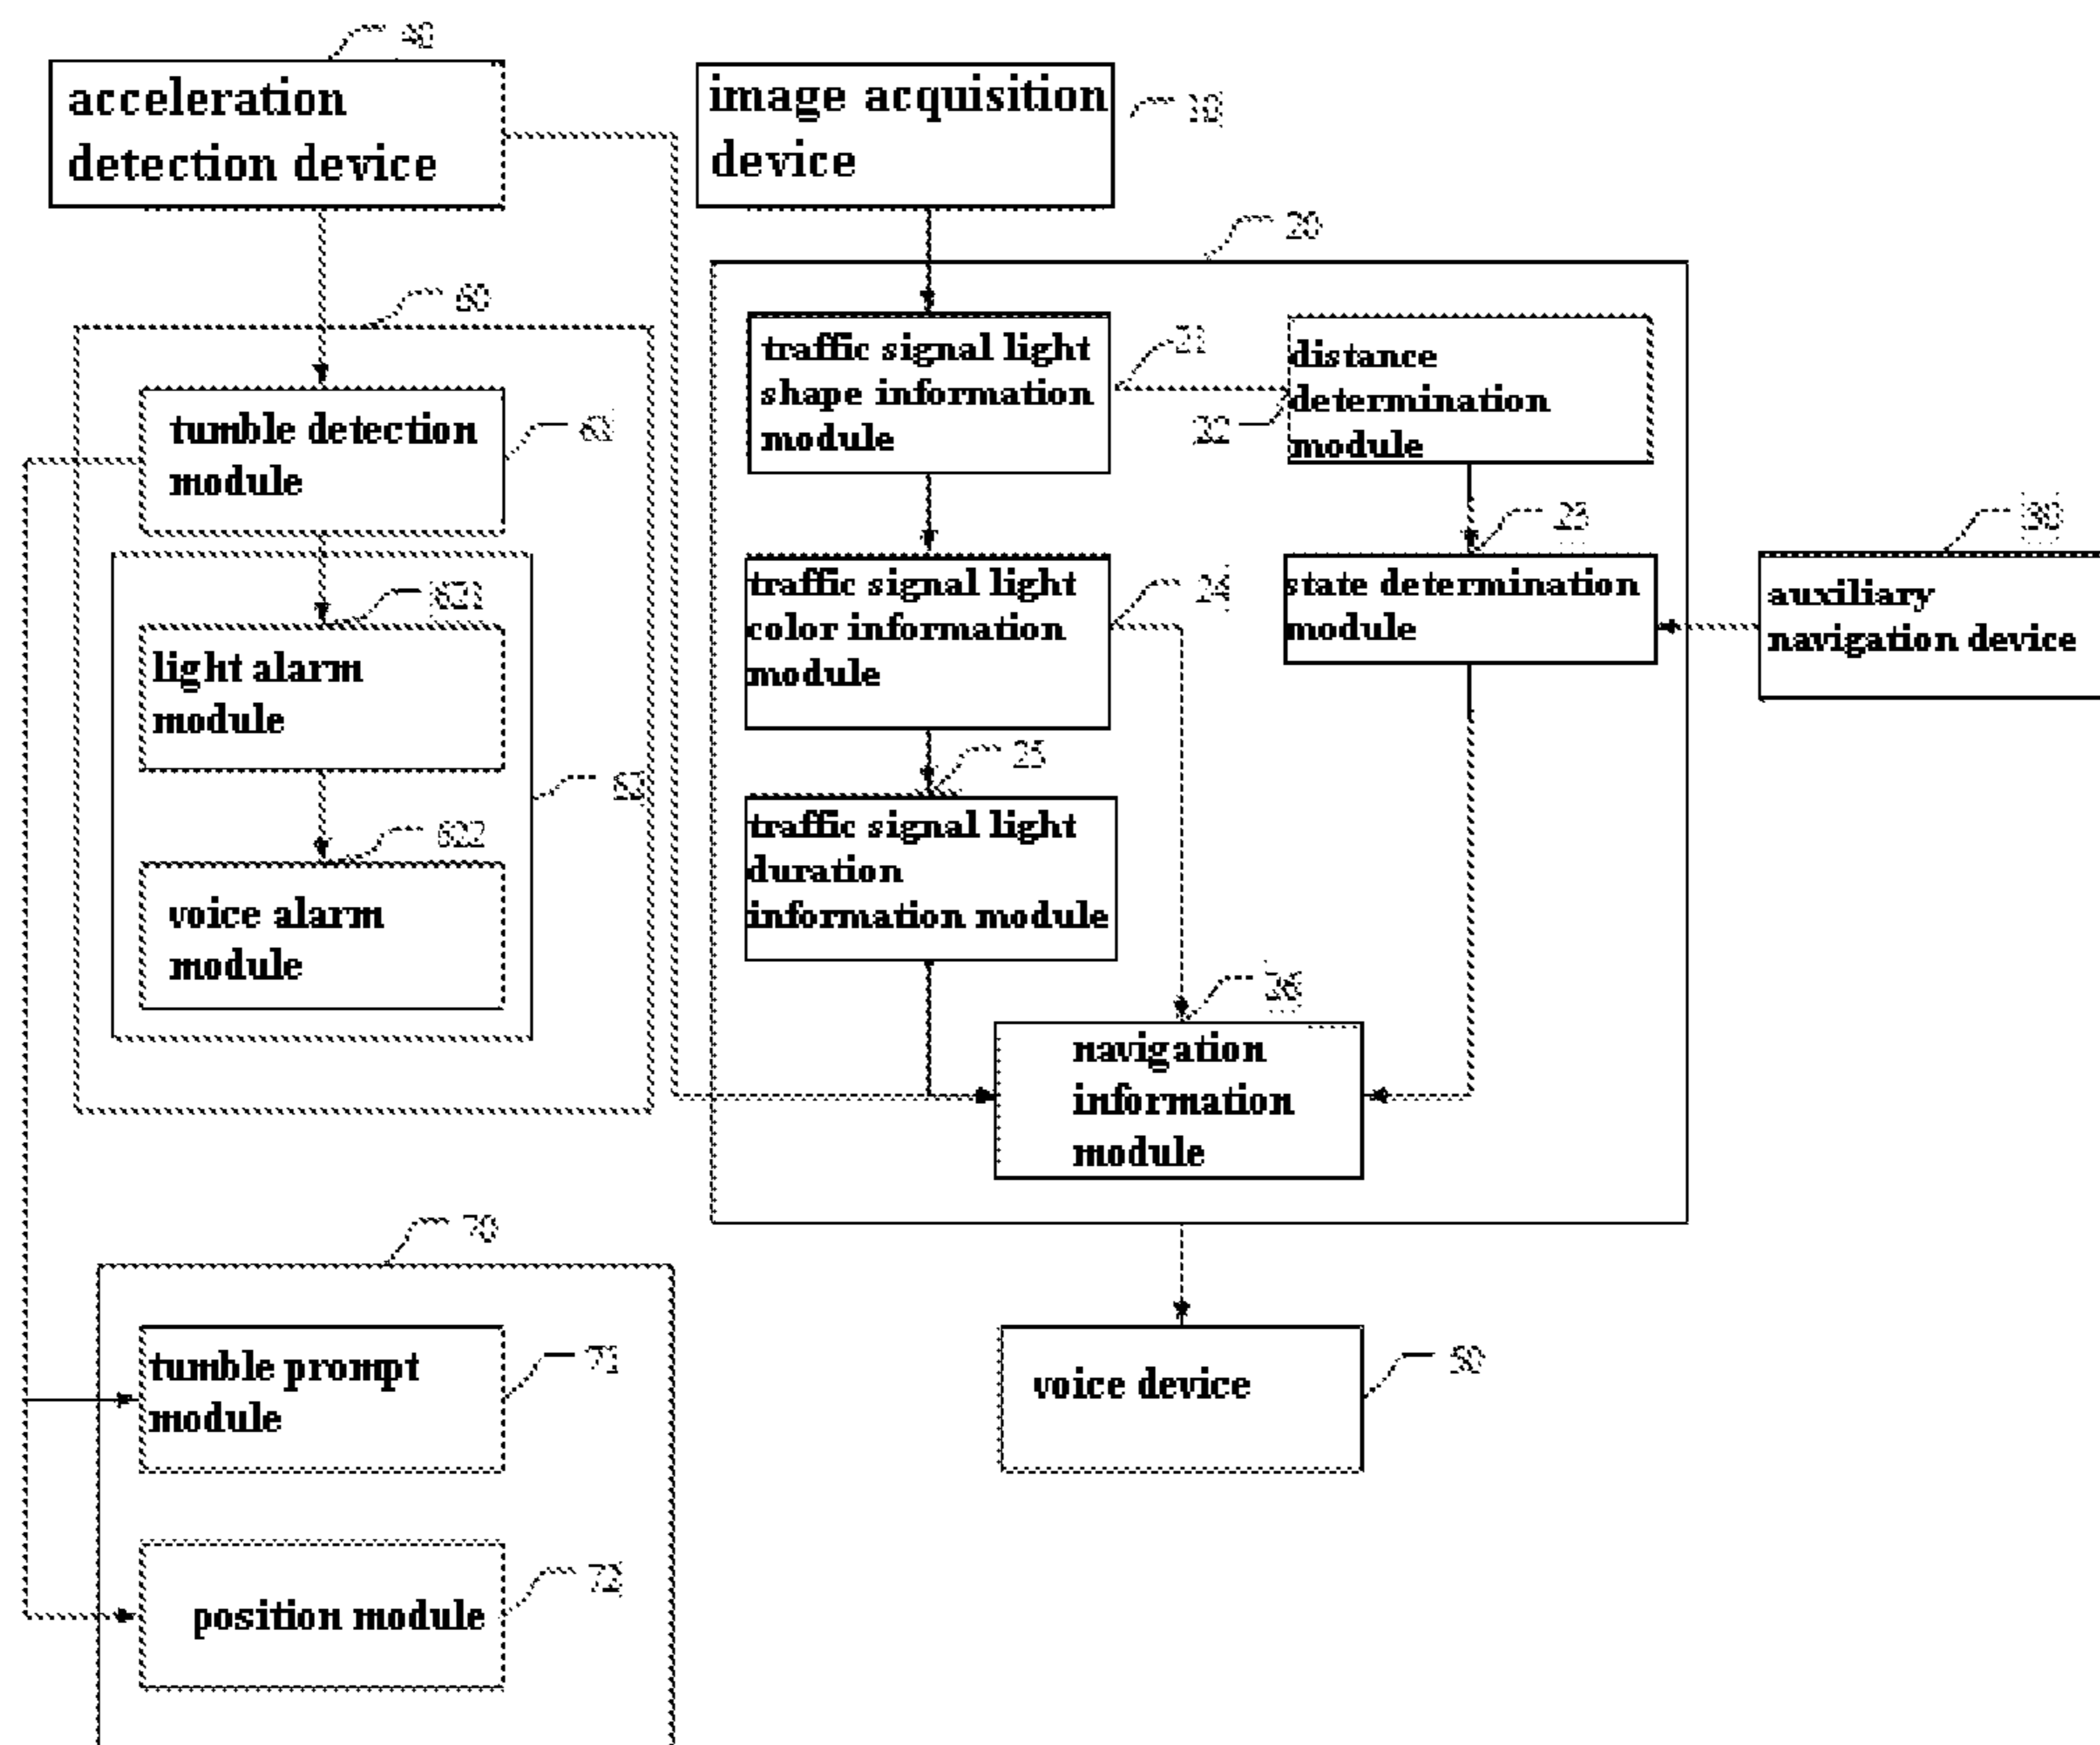 40
acceleration
detection device
image acquisition
device
10
20
60
traffic signal light
shape information
module
21
distance
determination
module
22
tumble detection
module
61
23
traffic signal light
color information
module
24
state determination
module
30
auxiliary
navigation device
621
light alarm
module
62
25
traffic signal light
duration
information module
622
voice alarm
module
26
navigation
information
module
70
tumble prompt
module
71
voice device
50
position module
72